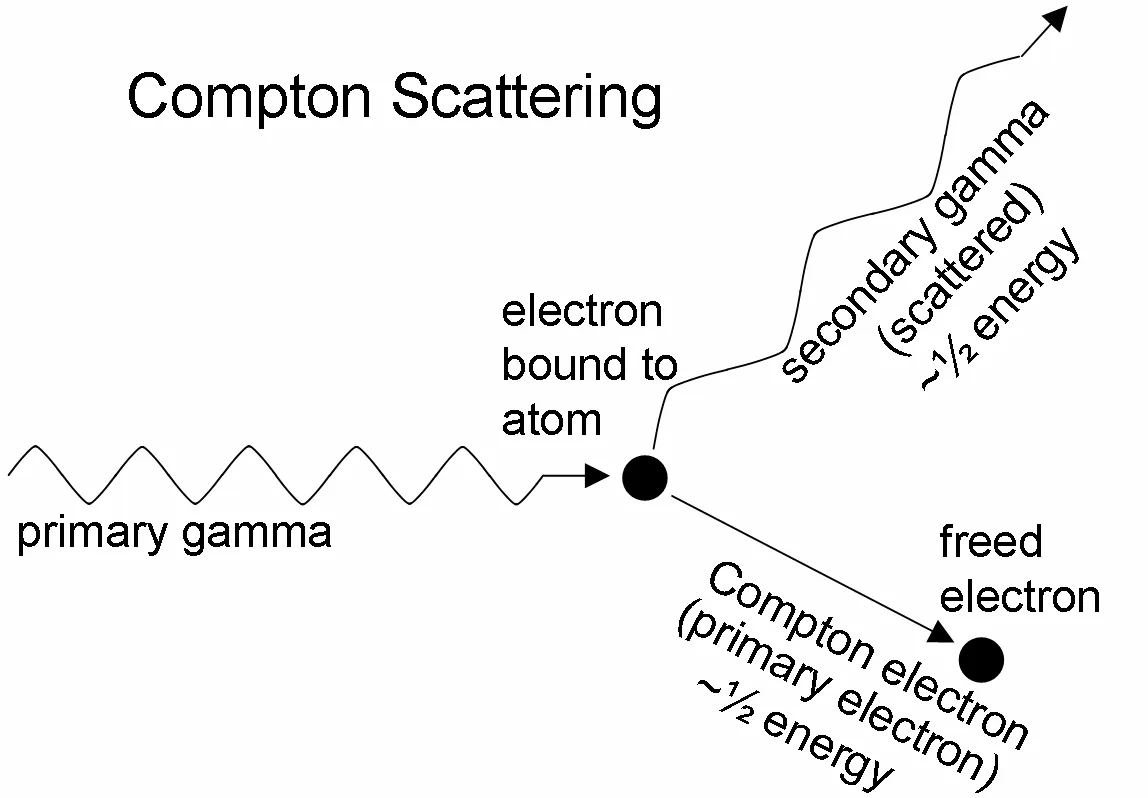 Compton Scattering
electron
bound to
atom
secondary gamma
(scattered)
~½ energy
primary gamma
freed
electron
Compton electron
(primary electron)
~½ energy